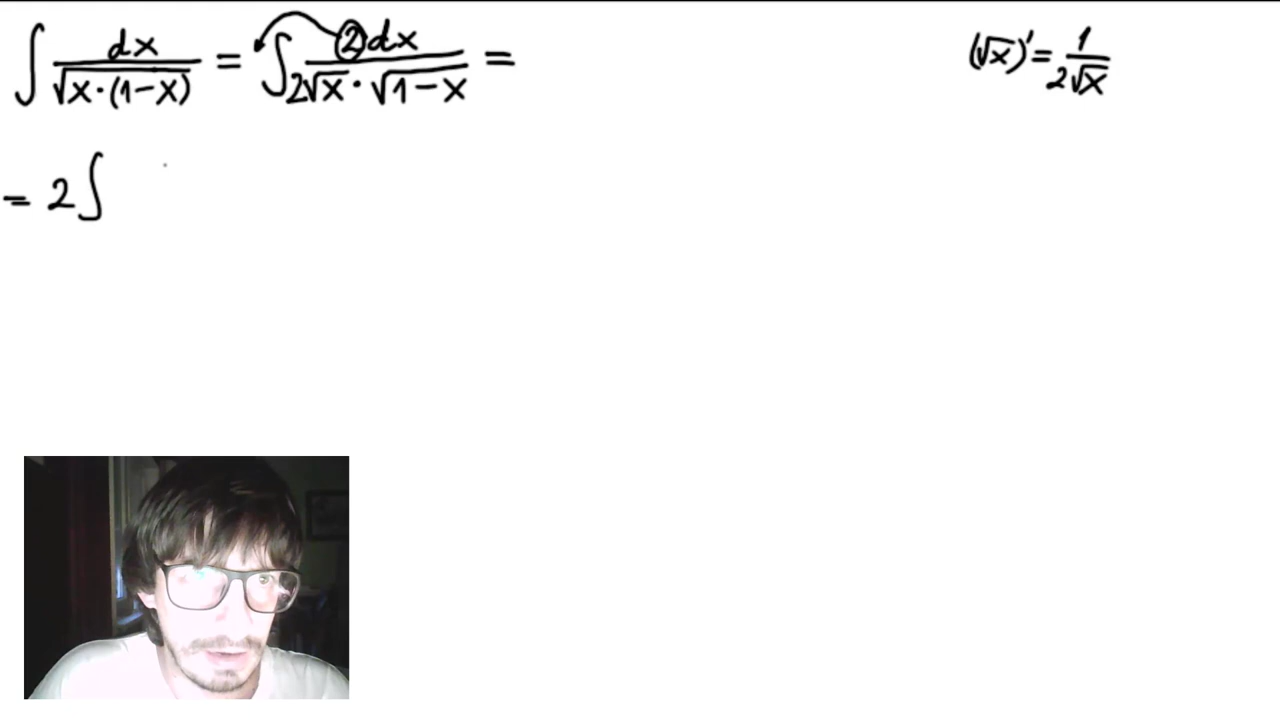 ∫ dx/√(x·(1-x)) = ∫ 2dx/(2√x·√(1-x)) =
(√x)' = 1/(2√x)
= 2∫